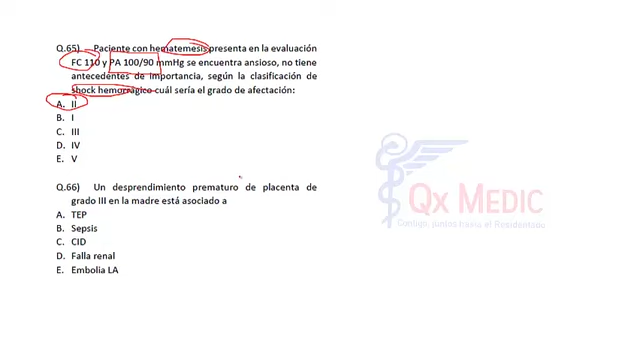 Q.65) Paciente con hematemesis presenta en la evaluación
FC 110 y PA 100/90 mmHg se encuentra ansioso, no tiene
antecedentes de importancia, según la clasificación de
shock hemorrágico cuál sería el grado de afectación:
A. II
B. I
C. III
D. IV
E. V
Q.66) Un desprendimiento prematuro de placenta de
grado III en la madre está asociado a
A. TEP
B. Sepsis
C. CID
D. Falla renal
E. Embolia LA
Qx MEDIC
Contigo, juntos hasta el Residentado